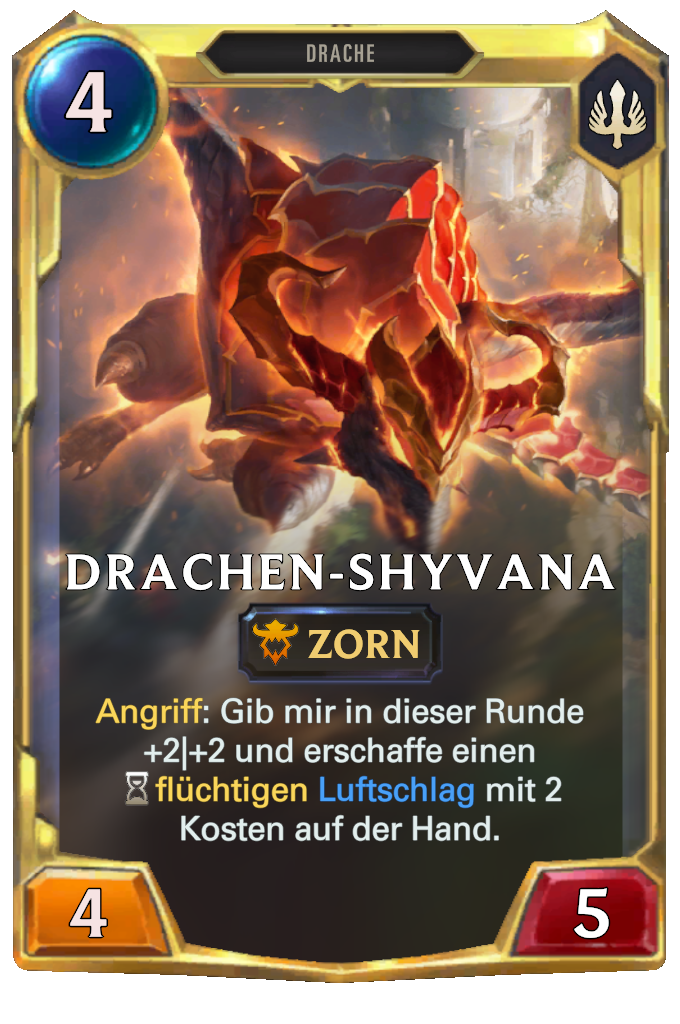 4
DRACHE
DRACHEN-SHYVANA
ZORN
Angriff: Gib mir in dieser Runde
+2|+2 und erschaffe einen
flüchtigen Luftschlag mit 2
Kosten auf der Hand.
4
5